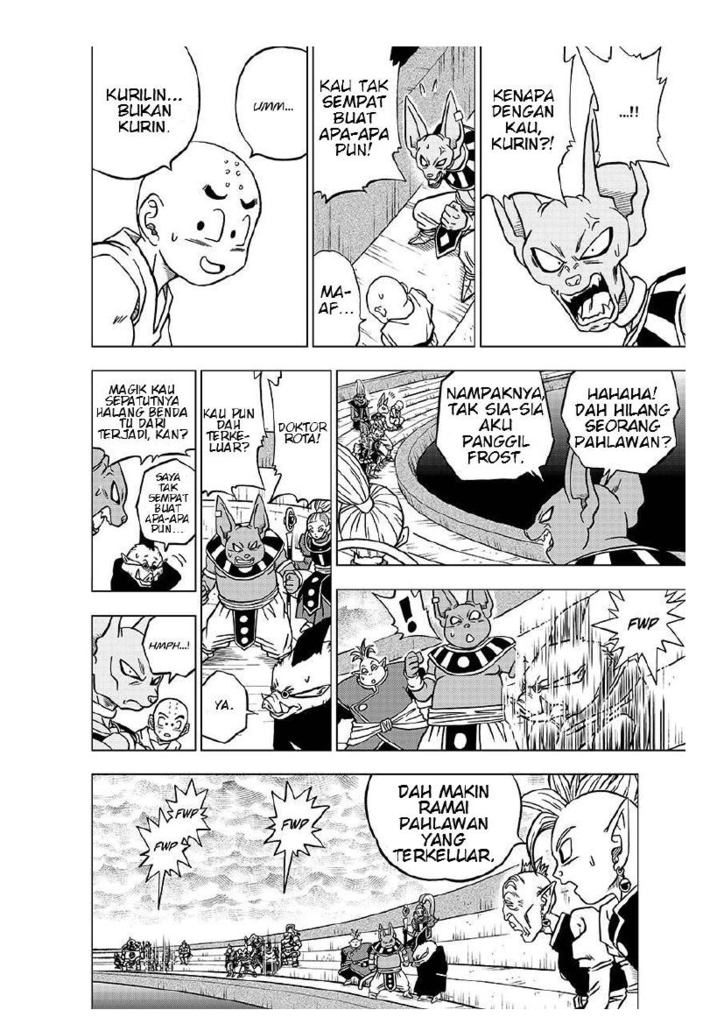 ...!!
KENAPA
DENGAN
KAU,
KURIN?!
KAU TAK
SEMPAT
BUAT
APA-APA
PUN!
MA-
AF...
UMM...
KURILIN...
BUKAN
KURIN.
HAHAHA!
DAH HILANG
SEORANG
PAHLAWAN?
NAMPAKNYA,
TAK SIA-SIA
AKU
PANGGIL
FROST.
FWP
!
DOKTOR
ROTA!
KAU PUN
DAH
TERKE-
LUAR?
YA.
MAGIK KAU
SEPATUTNYA
HALANG BENDA
TU DARI
TERJADI, KAN?
SAYA
TAK
SEMPAT
BUAT
APA-APA
PUN...
HMPH...!
DAH MAKIN
RAMAI
PAHLAWAN
YANG
TERKELUAR.
FWP
FWP
FWP